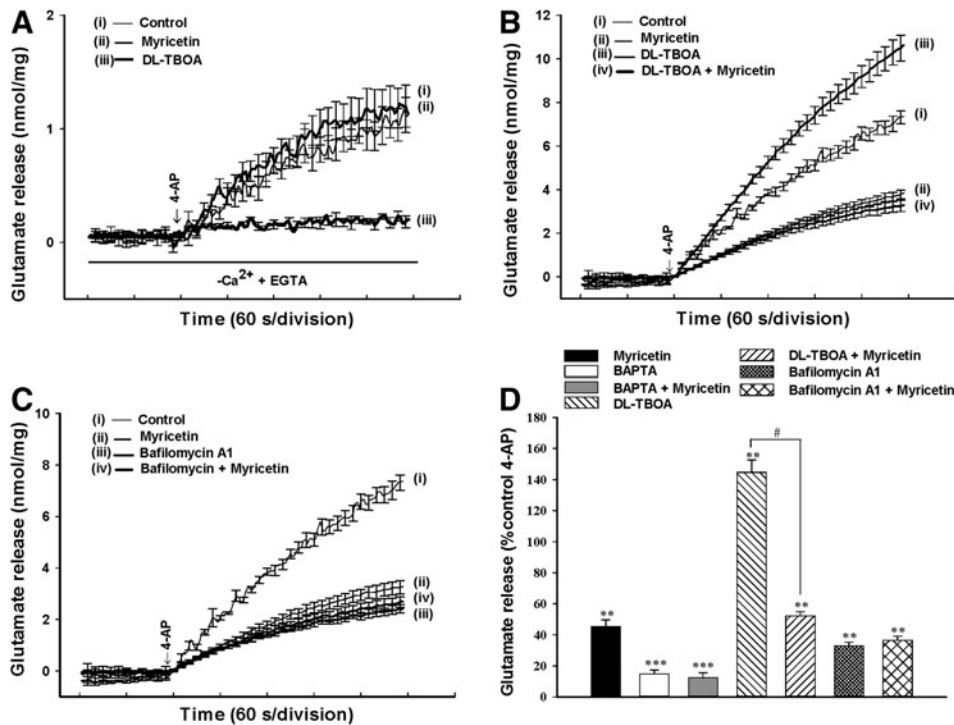 A
2
1
0
Glutamate release (nmol/mg)
(i) Control
(ii) Myricetin
(iii) DL-TBOA
4-AP
(i)
(ii)
(iii)
-Ca2+ + EGTA
Time (60 s/division)
B
12
10
8
6
4
2
0
Glutamate release (nmol/mg)
(i) Control
(ii) Myricetin
(iii) DL-TBOA
(iv) DL-TBOA + Myricetin
4-AP
(iii)
(i)
(ii)
(iv)
Time (60 s/division)
C
8
6
4
2
0
Glutamate release (nmol/mg)
(i) Control
(ii) Myricetin
(iii) Bafilomycin A1
(iv) Bafilomycin + Myricetin
4-AP
(i)
(ii)
(iv)
(iii)
Time (60 s/division)
D
Myricetin
BAPTA
BAPTA + Myricetin
DL-TBOA
DL-TBOA + Myricetin
Bafilomycin A1
Bafilomycin A1 + Myricetin
180
160
140
120
100
80
60
40
20
0
Glutamate release (%control 4-AP)
**
***
***
**
#
**
**
**